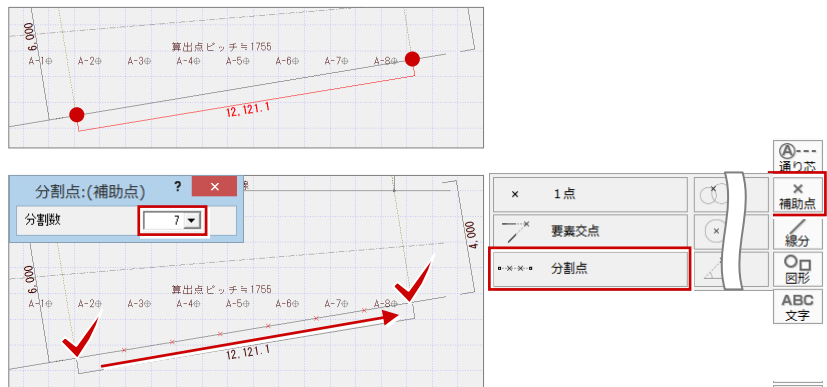 6,000
算出点ピッチ≒1755
A-1 A-2 A-3 A-4 A-5 A-6 A-7 A-8
12,121.1
分割点:(補助点) ? ×
分割数 7
4,000
6,000
算出点ピッチ≒1755
A-1 A-2 A-3 A-4 A-5 A-6 A-7 A-8
12,121.1
1点
要素交点
分割点
A
通り芯
補助点
線分
図形
ABC
文字